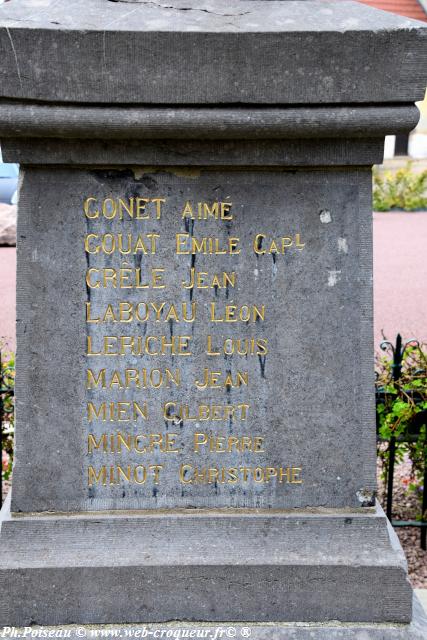 GONET AIMÉ
GOUAT EMILE CAPL
GRÊLE JEAN
LABOYAU LÉON
LERICHE LOUIS
MARION JEAN
MIEN GILBERT
MINGRE PIERRE
MINOT CHRISTOPHE
Ph.Poiseau © www-web-croqueur.fr©®